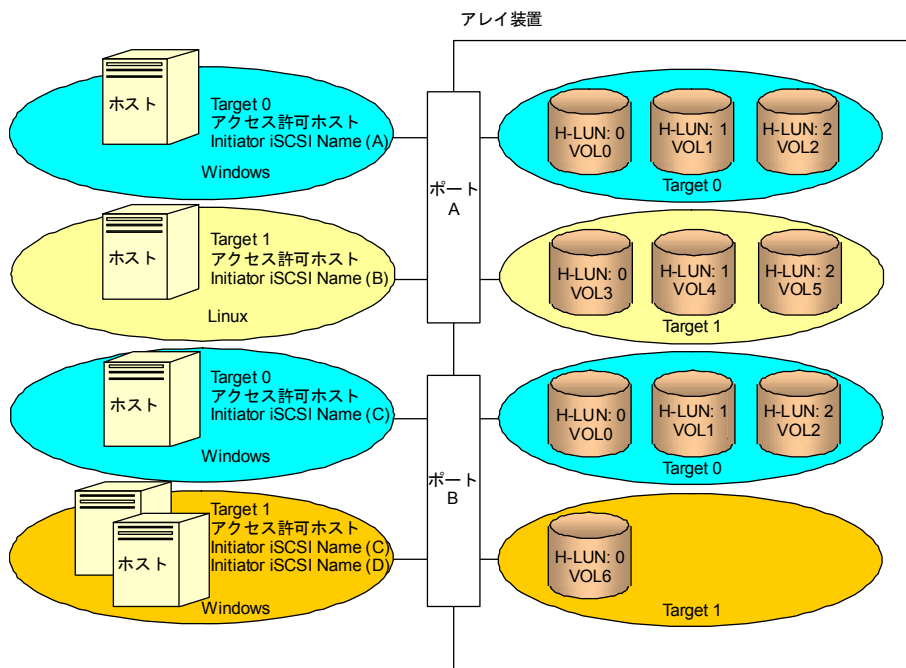 アレイ装置
ホスト
Target 0
アクセス許可ホスト
Initiator iSCSI Name (A)
Windows
ポート
A
H-LUN: 0
VOL0
H-LUN: 1
VOL1
H-LUN: 2
VOL2
Target 0
ホスト
Target 1
アクセス許可ホスト
Initiator iSCSI Name (B)
Linux
H-LUN: 0
VOL3
H-LUN: 1
VOL4
H-LUN: 2
VOL5
Target 1
ホスト
Target 0
アクセス許可ホスト
Initiator iSCSI Name (C)
Windows
ポート
B
H-LUN: 0
VOL0
H-LUN: 1
VOL1
H-LUN: 2
VOL2
Target 0
ホスト
Target 1
アクセス許可ホスト
Initiator iSCSI Name (C)
Initiator iSCSI Name (D)
Windows
H-LUN: 0
VOL6
Target 1